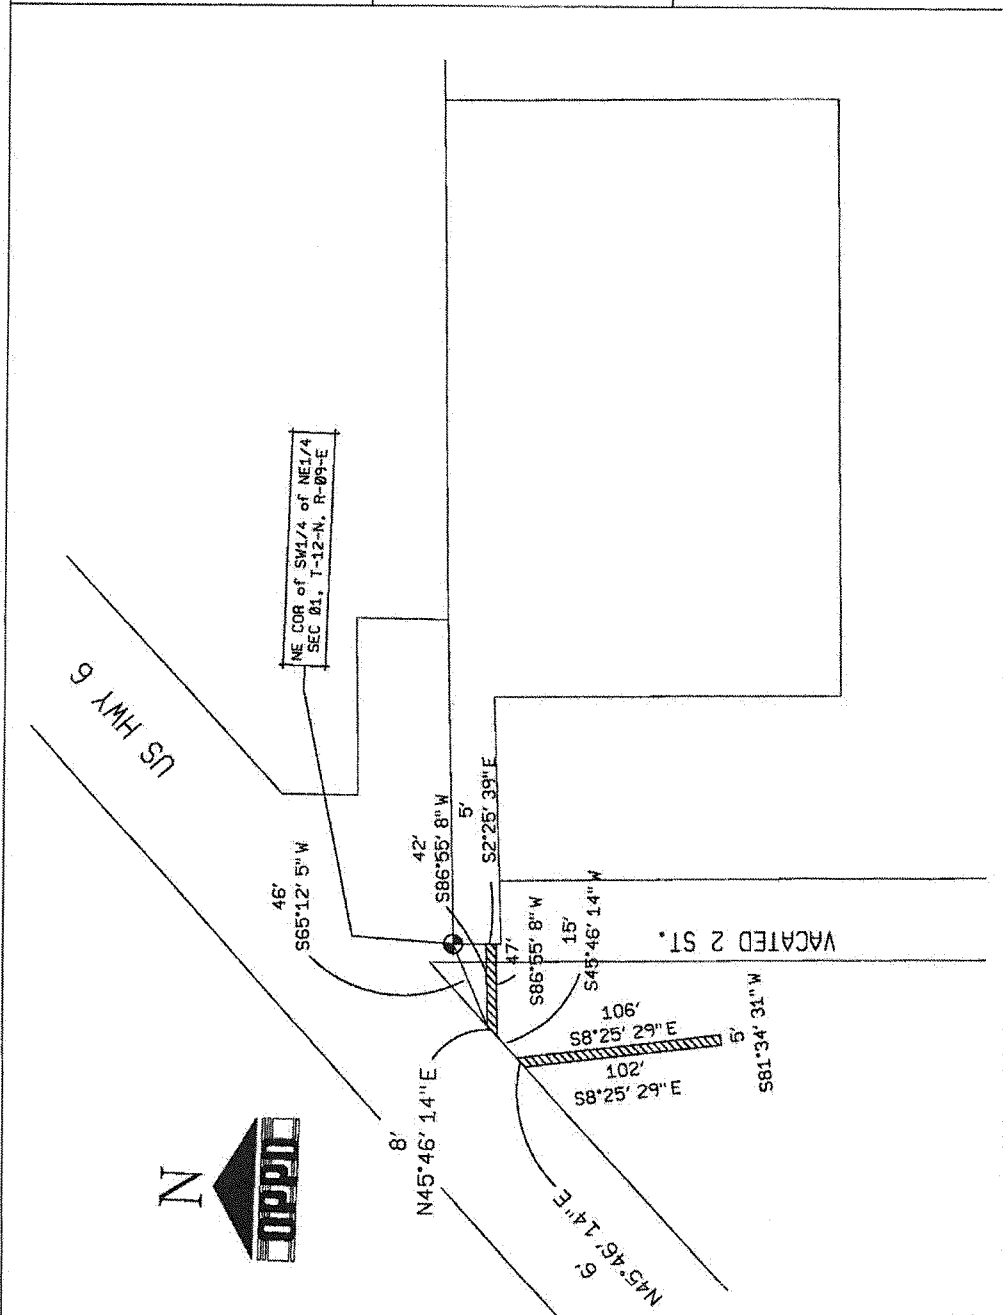 US HWY 6
NE COR of SW1/4 of NE1/4
SEC 01, T-12-N, R-09-E
46'
S65°12' 5" W
42'
S86°55' 8" W
5'
S2°25' 39" E
47'
S86°55' 8" W
15'
S45°46' 14" W
VACATED 2 ST.
8'
N45°46' 14" E
106'
S8°25' 29" E
102'
S8°25' 29" E
5'
S81°34' 31" W
6'
N45°46' 14" E
N
OPPD